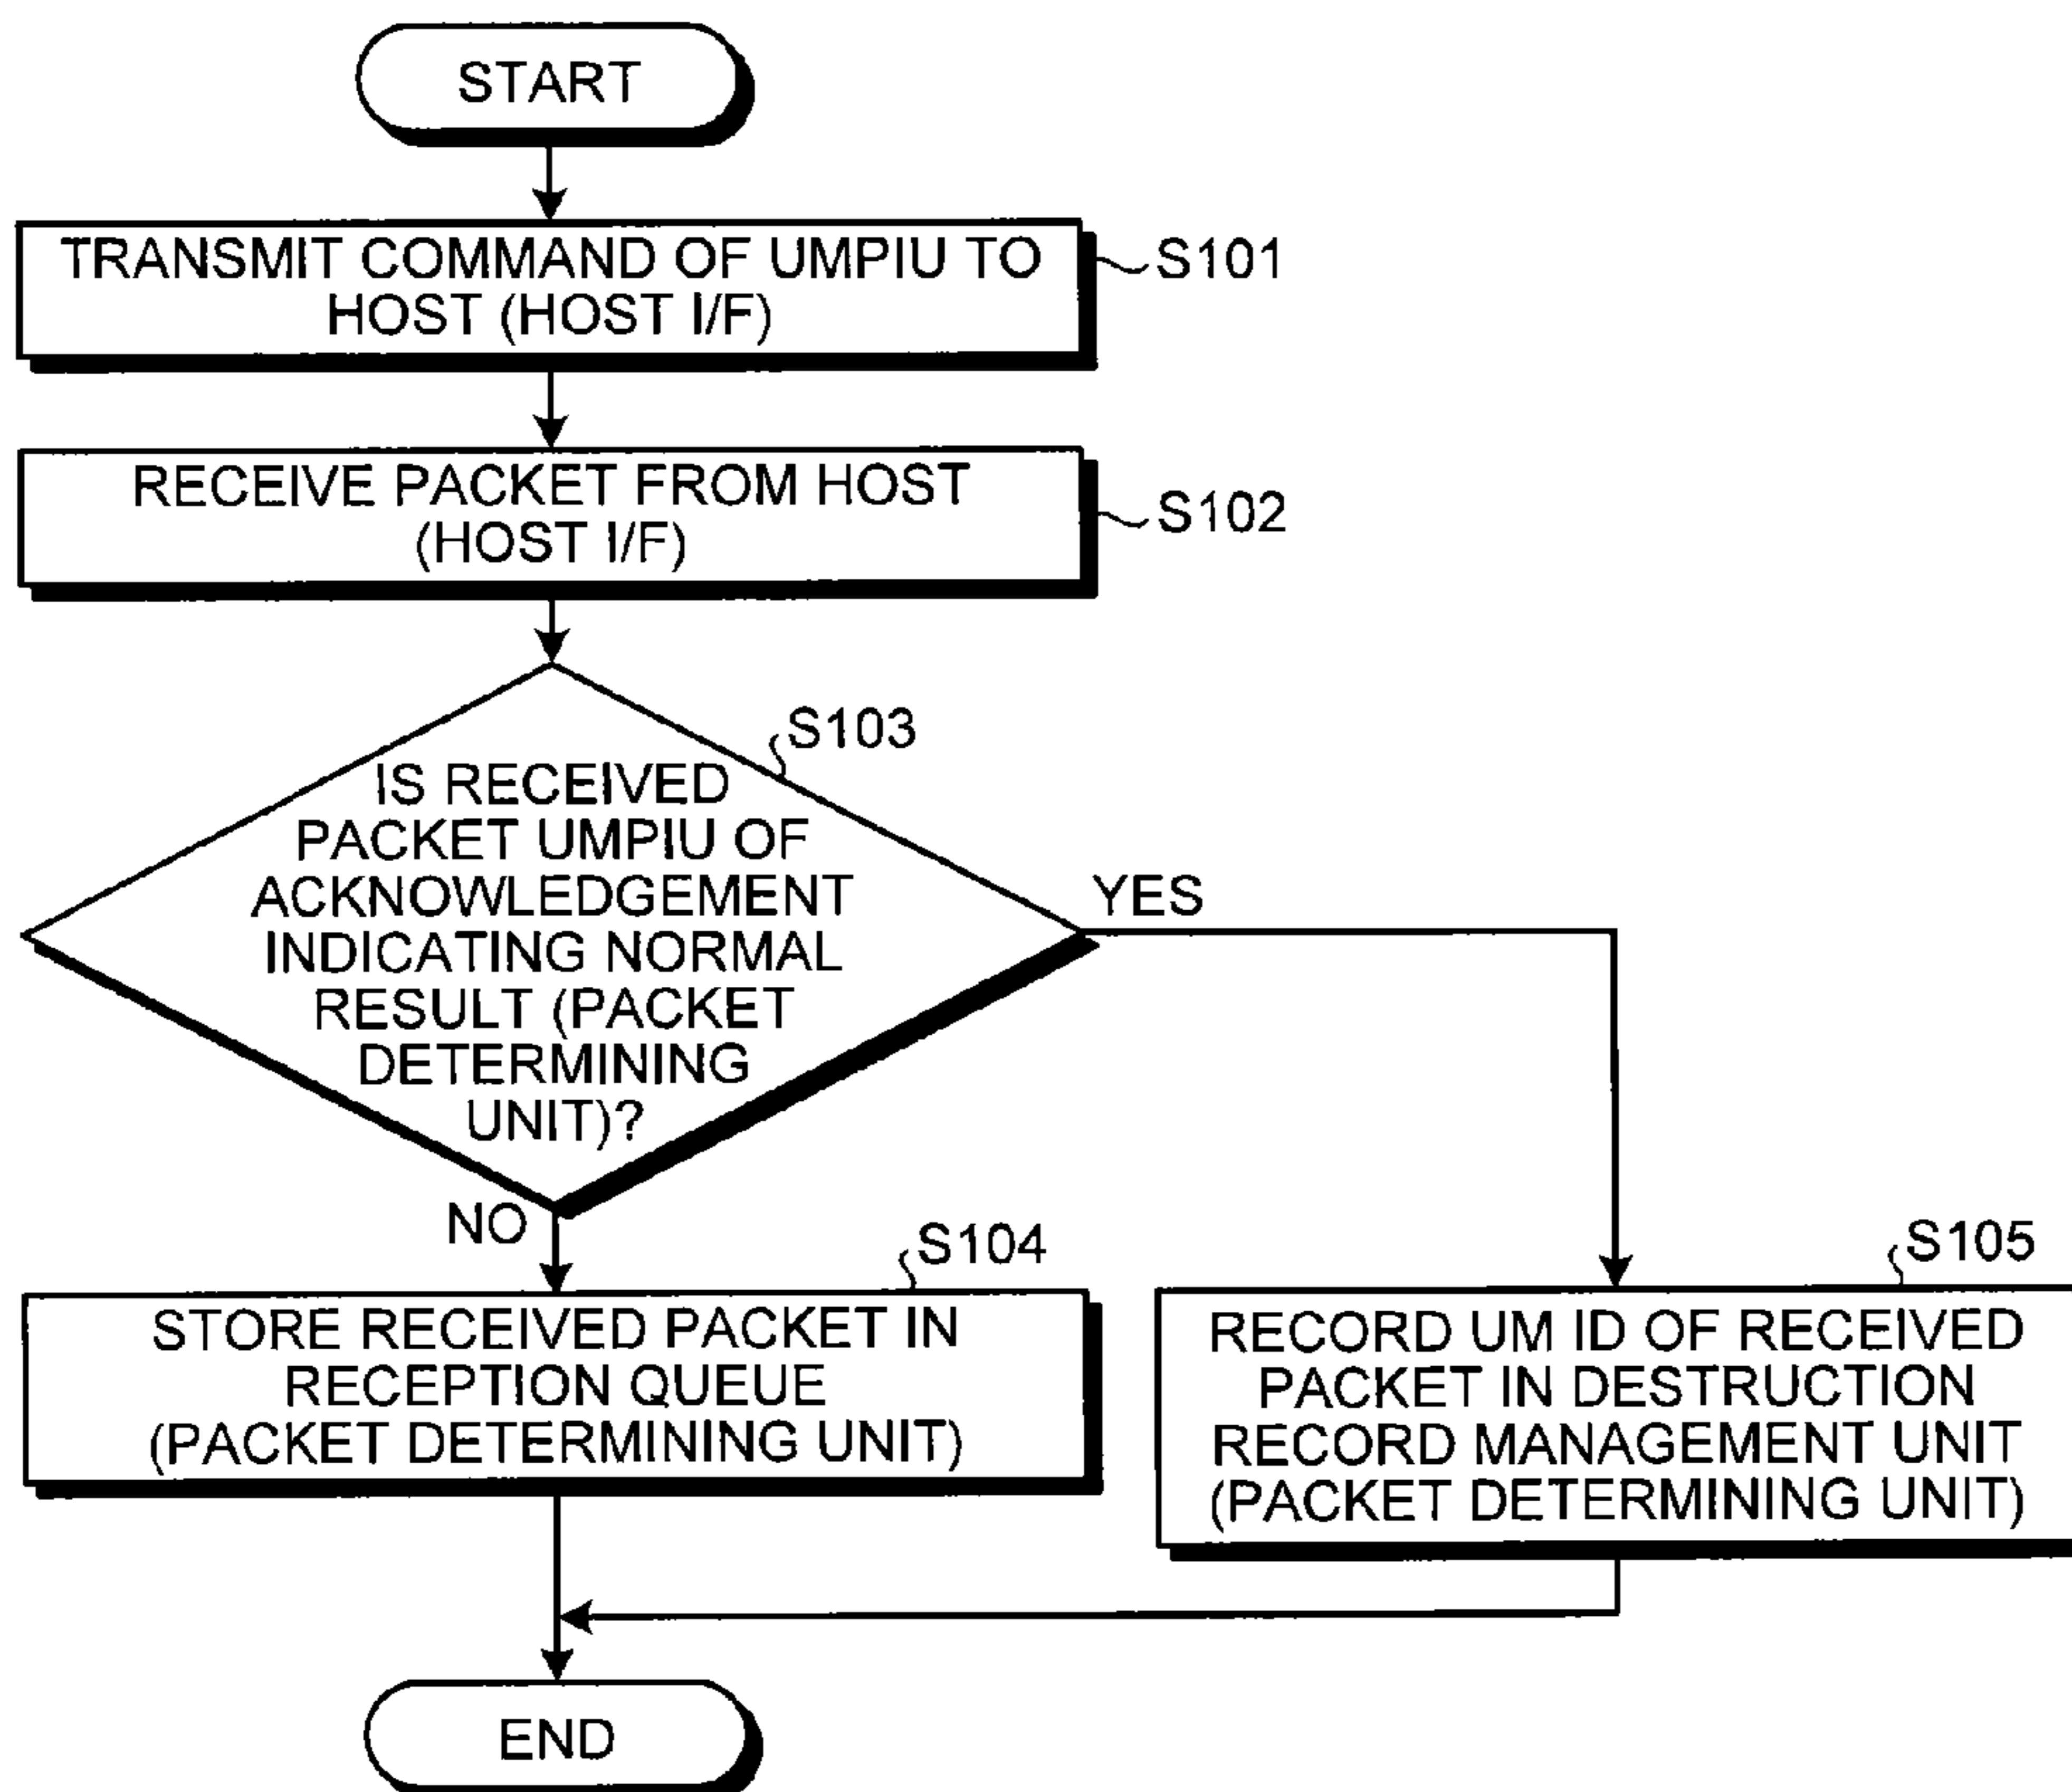 START
TRANSMIT COMMAND OF UMPIU TO
HOST (HOST I/F)
S101
RECEIVE PACKET FROM HOST
(HOST I/F)
S102
S103
IS RECEIVED
PACKET UMPIU OF
ACKNOWLEDGEMENT
INDICATING NORMAL
RESULT (PACKET
DETERMINING
UNIT)?
YES
NO
S104
STORE RECEIVED PACKET IN
RECEPTION QUEUE
(PACKET DETERMINING UNIT)
S105
RECORD UM ID OF RECEIVED
PACKET IN DESTRUCTION
RECORD MANAGEMENT UNIT
(PACKET DETERMINING UNIT)
END